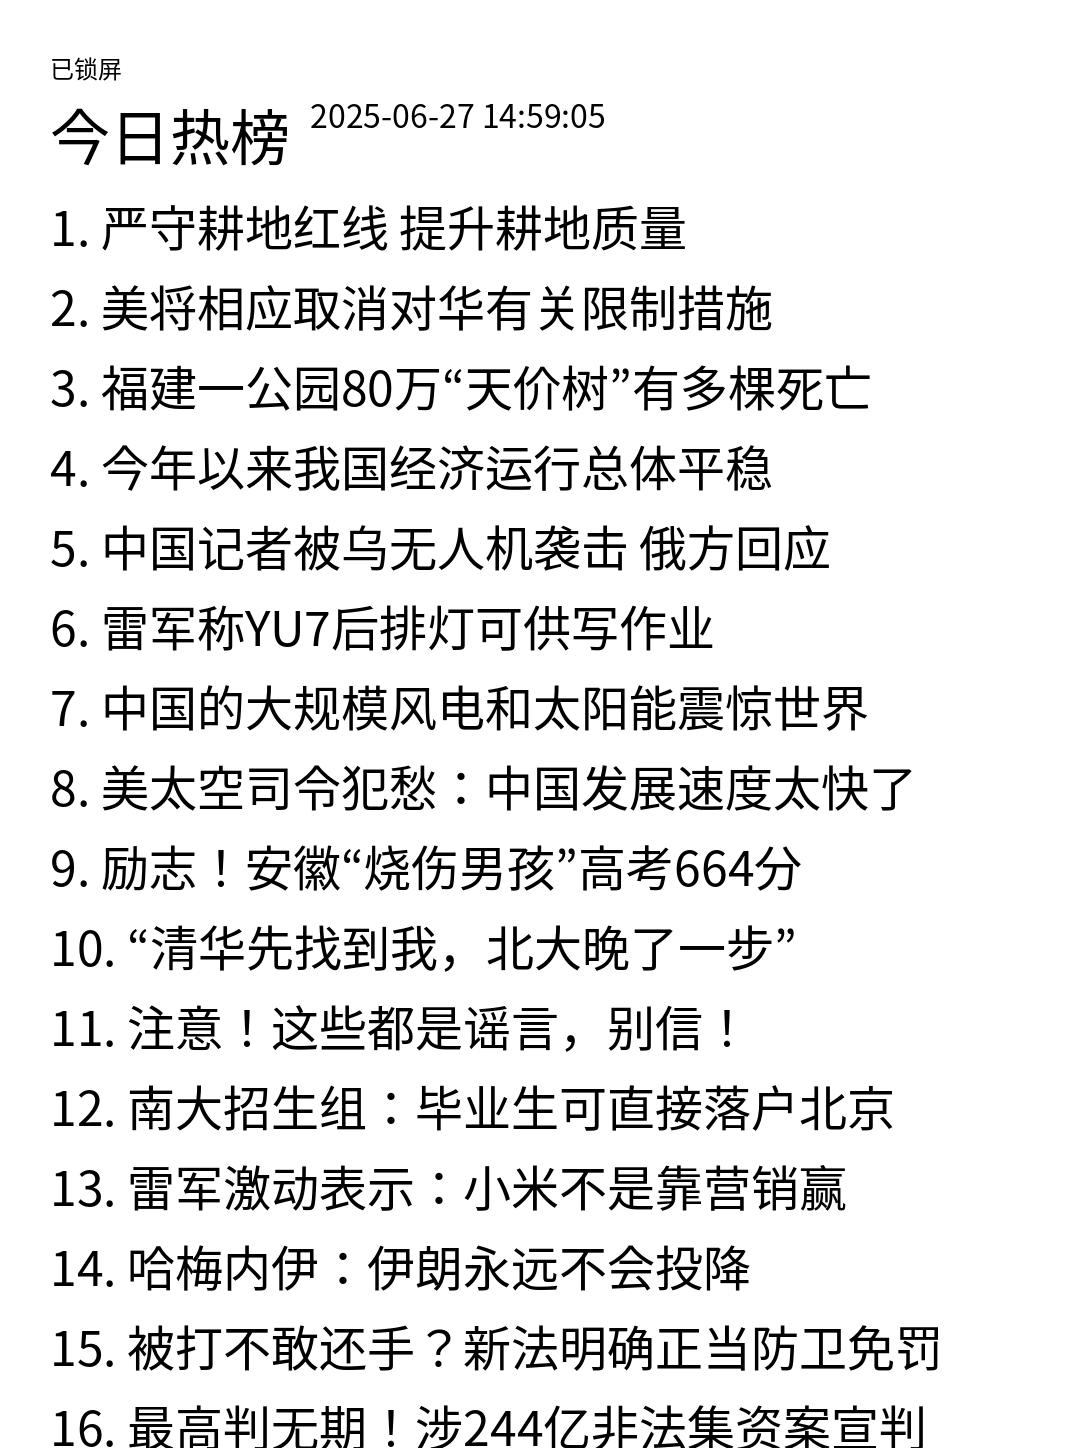 已锁屏
今日热榜 2025-06-27 14:59:05
1. 严守耕地红线 提升耕地质量
2. 美将相应取消对华有关限制措施
3. 福建一公园80万“天价树”有多棵死亡
4. 今年以来我国经济运行总体平稳
5. 中国记者被乌无人机袭击 俄方回应
6. 雷军称YU7后排灯可供写作业
7. 中国的大规模风电和太阳能震惊世界
8. 美太空司令犯愁：中国发展速度太快了
9. 励志！安徽“烧伤男孩”高考664分
10. “清华先找到我，北大晚了一步”
11. 注意！这些都是谣言，别信！
12. 南大招生组：毕业生可直接落户北京
13. 雷军激动表示：小米不是靠营销赢
14. 哈梅内伊：伊朗永远不会投降
15. 被打不敢还手？新法明确正当防卫免罚
16. 最高判无期！涉244亿非法集资案宣判